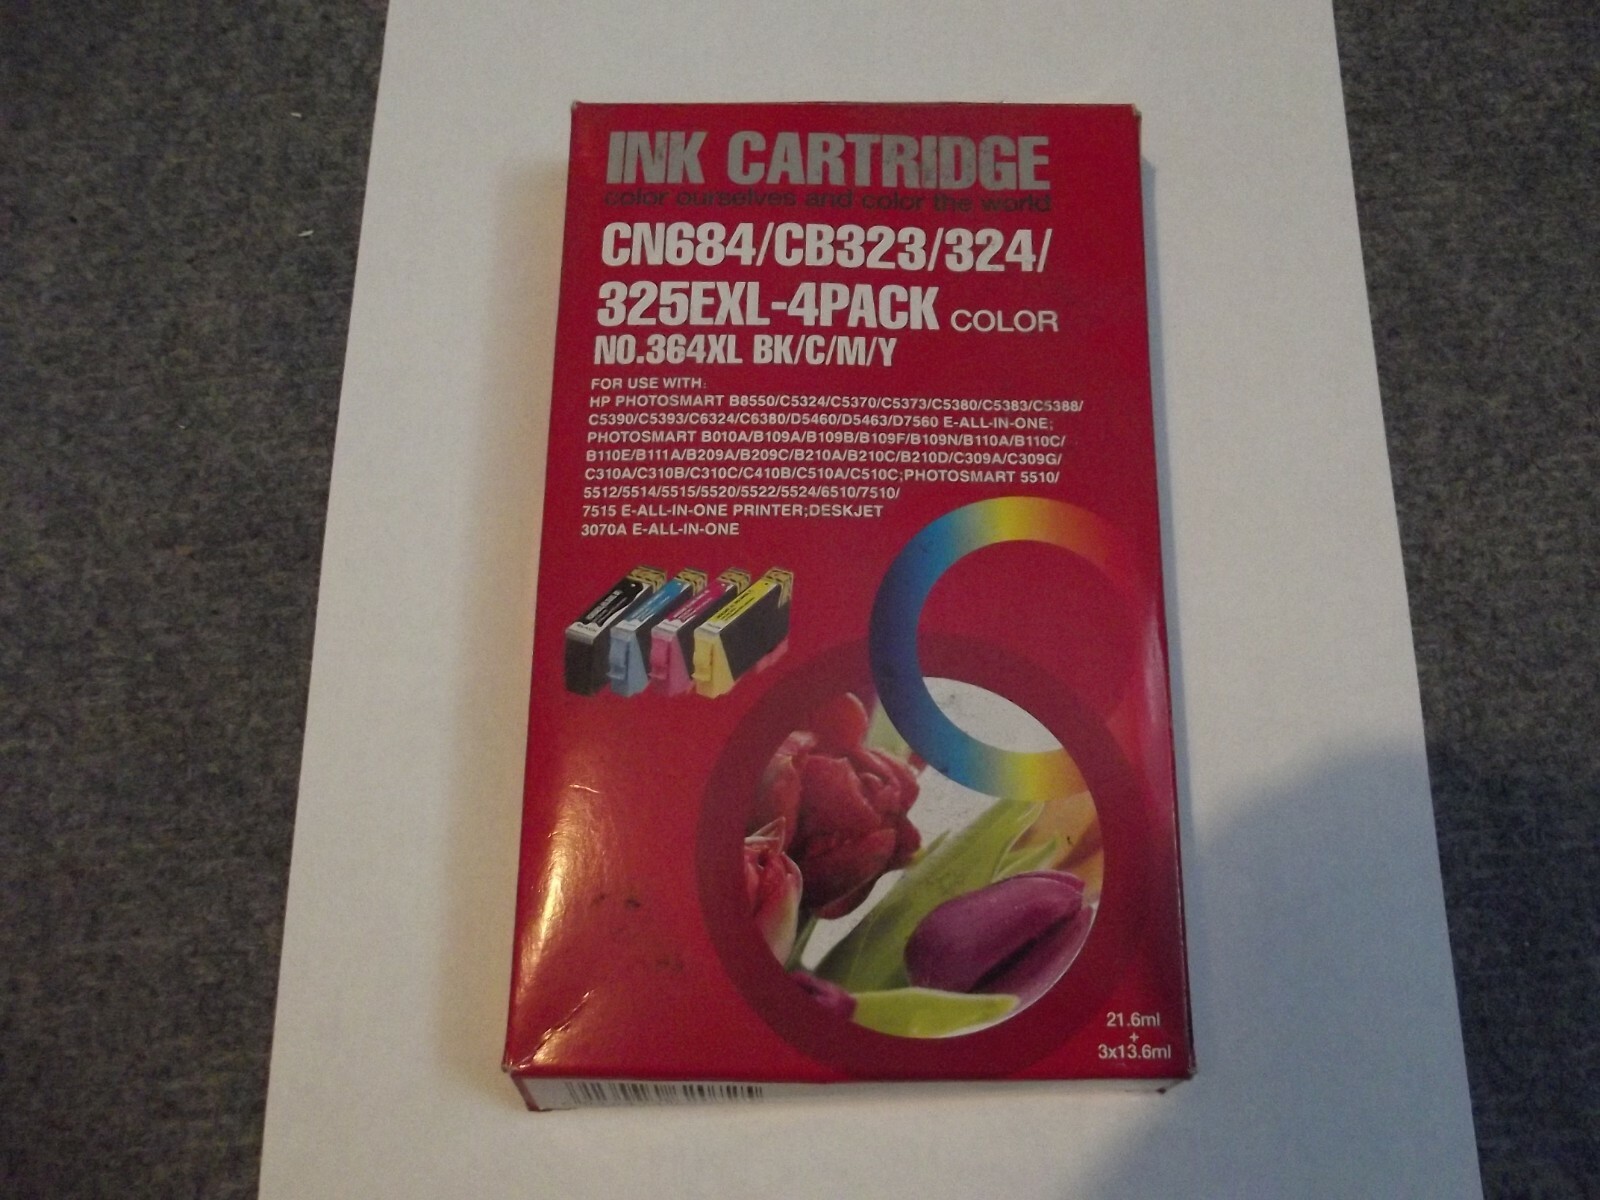 INK CARTRIDGE
color ourselves and color the world
CN684/CB323/324/
325EXL-4PACK COLOR
NO.364XL BK/C/M/Y
FOR USE WITH:
HP PHOTOSMART B8550/C5324/C5370/C5373/C5380/C5383/C5388/
C5390/C5393/C6324/C6380/D5460/D5463/D7560 E-ALL-IN-ONE;
PHOTOSMART B010A/B109A/B109B/B109F/B109N/B110A/B110C/
B110E/B111A/B209A/B209C/B210A/B210C/B210D/C309A/C309G/
C310A/C310B/C310C/C410B/C510A/C510C;PHOTOSMART 5510/
5512/5514/5515/5520/5522/5524/6510/7510/
7515 E-ALL-IN-ONE PRINTER;DESKJET
3070A E-ALL-IN-ONE
21.6ml
+
3x13.6ml